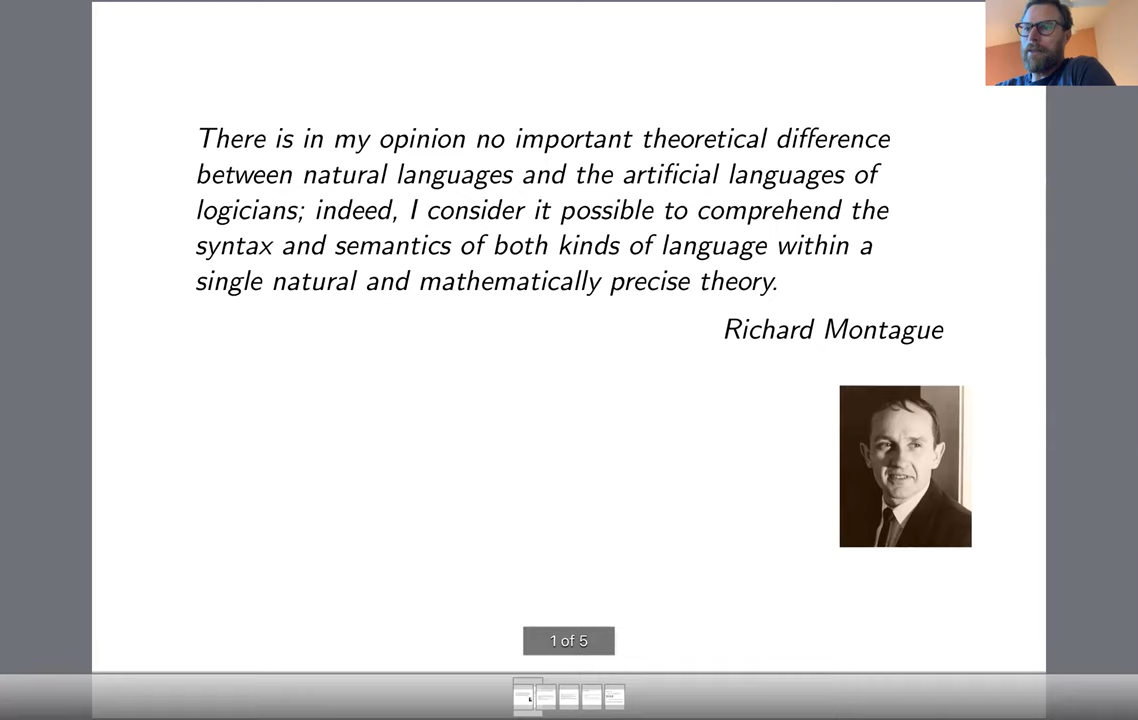 There is in my opinion no important theoretical difference
between natural languages and the artificial languages of
logicians; indeed, I consider it possible to comprehend the
syntax and semantics of both kinds of language within a
single natural and mathematically precise theory.
Richard Montague
1 of 5